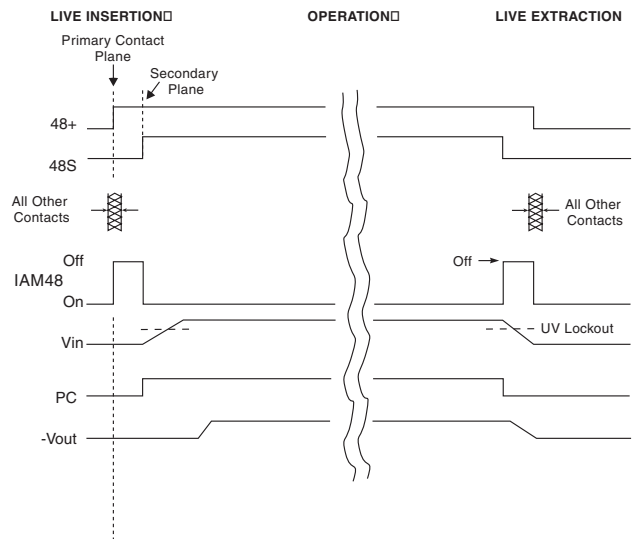 LIVE INSERTION□
OPERATION□
LIVE EXTRACTION
Primary Contact
Plane
Secondary
Plane
48+
48S
All Other
Contacts
All Other
Contacts
Off
IAM48
On
Off
Vin
UV Lockout
PC
-Vout